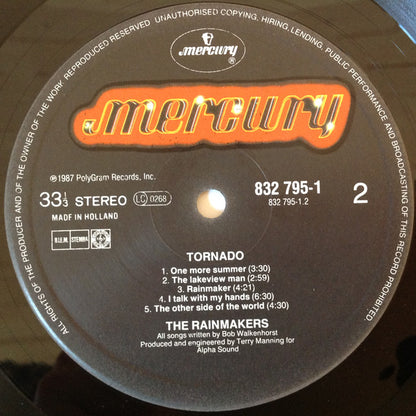 ALL RIGHTS OF THE PRODUCER AND OF THE OWNER OF THE WORK REPRODUCED RESERVED UNAUTHORISED COPYING, HIRING, LENDING, PUBLIC PERFORMANCE AND BROADCASTING OF THIS RECORD PROHIBITED
mercury
®
mercury
℗1987 PolyGram Records, Inc.
33⅓ STEREO LC 0268
MADE IN HOLLAND
832 795-1
832 795-1.2
2
B.I.E.M. STEMRA
TORNADO
1. One more summer (3:30)
2. The lakeview man (2:59)
3. Rainmaker (4:21)
4. I talk with my hands (6:30)
5. The other side of the world (3:30)
THE RAINMAKERS
All songs written by Bob Walkenhorst
Produced and engineered by Terry Manning for
Alpha Sound